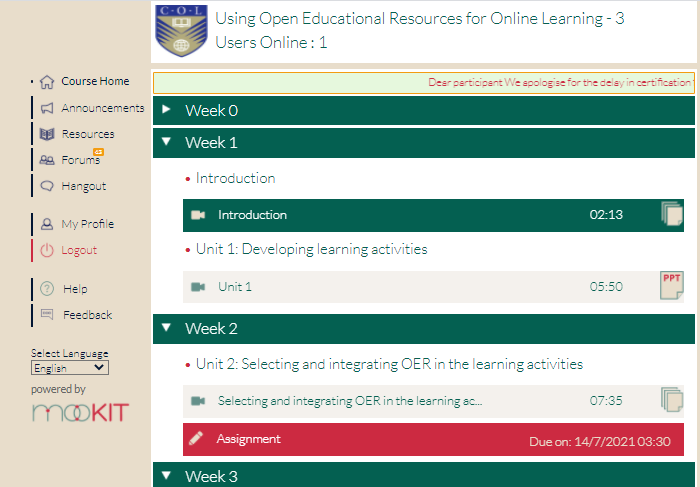 C-O-L
Using Open Educational Resources for Online Learning - 3
Users Online : 1
Course Home
Announcements
Resources
Forums
Hangout
My Profile
Logout
Help
Feedback
Select Language
English
powered by
mooKIT
Dear participant We apologise for the delay in certification
Week 0
Week 1
Introduction
Introduction 02:13
Unit 1: Developing learning activities
Unit 1 05:50 PPT
Week 2
Unit 2: Selecting and integrating OER in the learning activities
Selecting and integrating OER in the learning ac... 07:35
Assignment Due on: 14/7/2021 03:30
Week 3